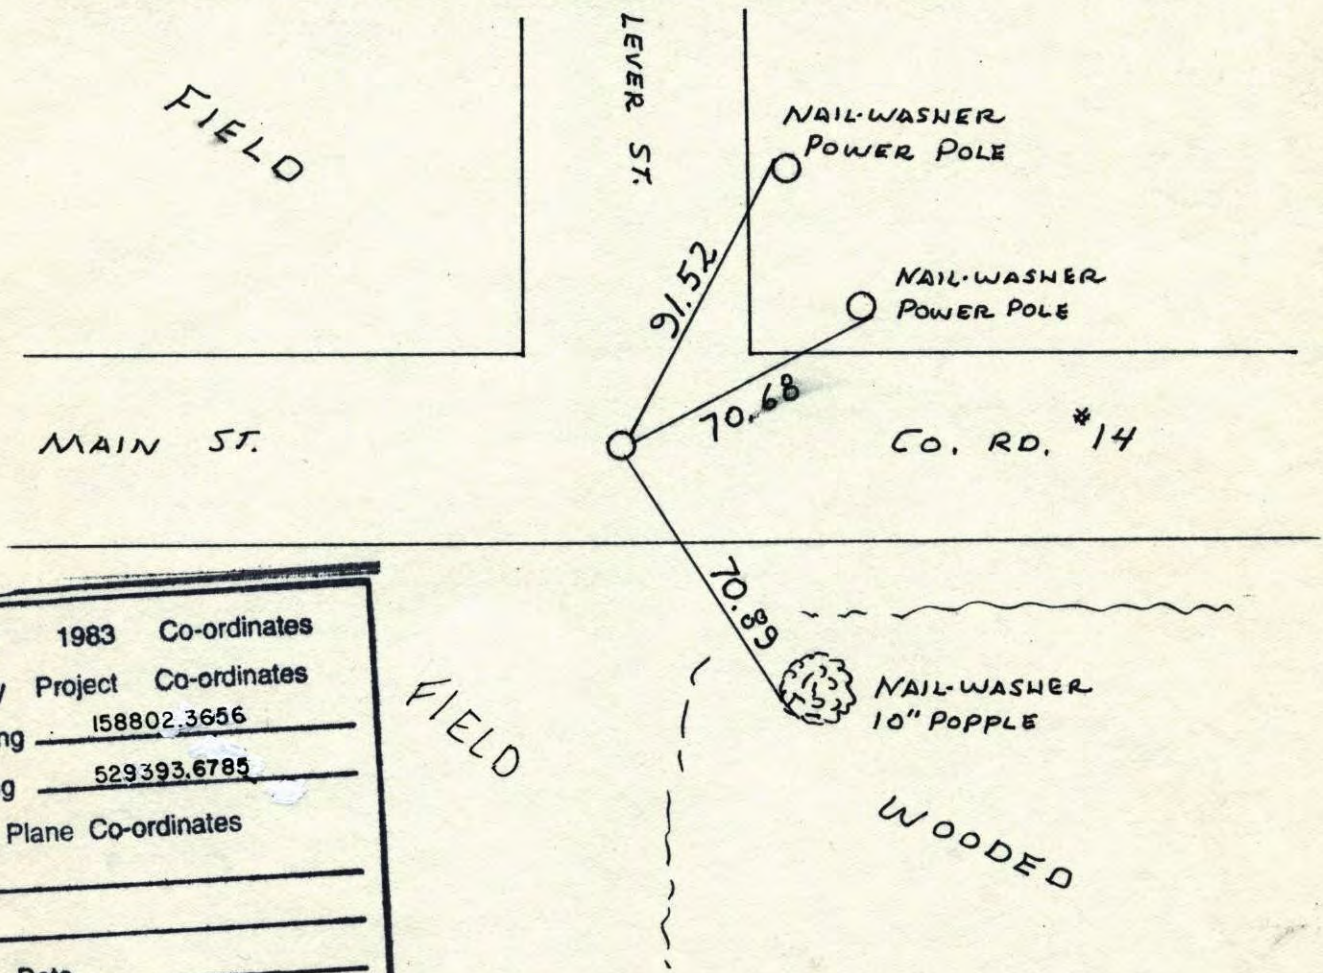 FIELD
LEVER ST.
NAIL-WASHER
POWER POLE
91.52
NAIL-WASHER
POWER POLE
70.68
MAIN ST.
CO. RD. #14
70.89
1983 Co-ordinates
Project Co-ordinates
158802.3656
529393.6785
Plane Co-ordinates
FIELD
NAIL-WASHER
10" POPPLE
WOODED